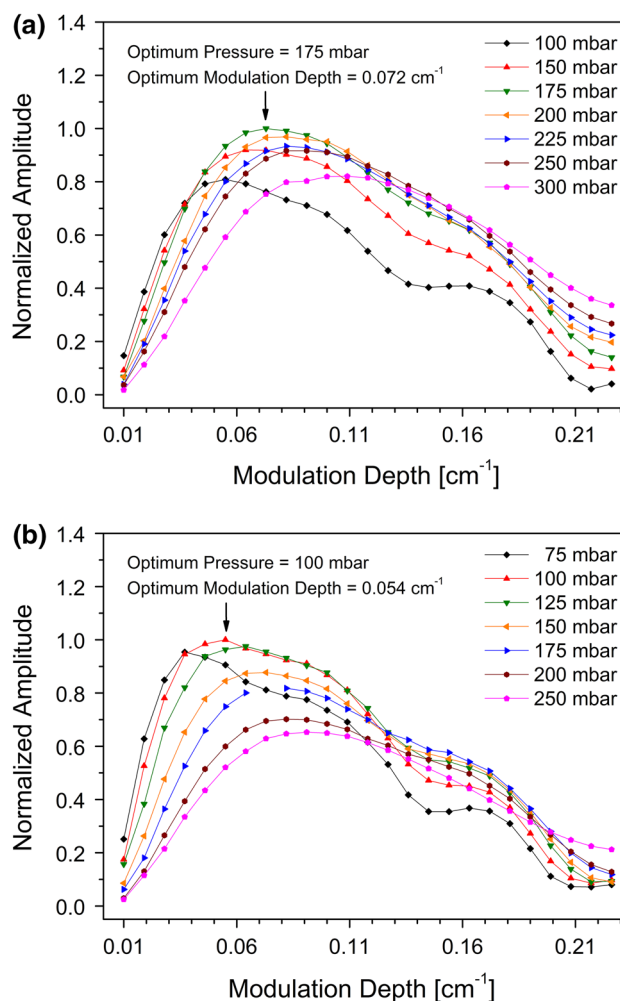 (a)
1.4
1.2
1.0
0.8
0.6
0.4
0.2
0.0
Normalized Amplitude
Optimum Pressure = 175 mbar
Optimum Modulation Depth = 0.072 cm⁻¹
100 mbar
150 mbar
175 mbar
200 mbar
225 mbar
250 mbar
300 mbar
0.01 0.06 0.11 0.16 0.21
Modulation Depth [cm⁻¹]
(b)
1.4
1.2
1.0
0.8
0.6
0.4
0.2
0.0
Normalized Amplitude
Optimum Pressure = 100 mbar
Optimum Modulation Depth = 0.054 cm⁻¹
75 mbar
100 mbar
125 mbar
150 mbar
175 mbar
200 mbar
250 mbar
0.01 0.06 0.11 0.16 0.21
Modulation Depth [cm⁻¹]